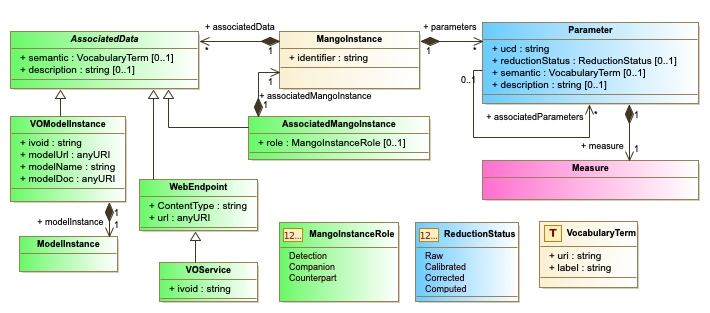 AssociatedData
+ semantic : VocabularyTerm [0..1]
+ description : string [0..1]
+ associatedData
*
1
MangoInstance
+ identifier : string
+ parameters
1
*
Parameter
+ ucd : string
+ reductionStatus : ReductionStatus [0..1]
+ semantic : VocabularyTerm [0..1]
+ description : string [0..1]
0..1
+ associatedParameters
*
1
+ associatedMangoInstance
1
VOModelInstance
+ ivoid : string
+ modelUrl : anyURI
+ modelName : string
+ modelDoc : anyURI
AssociatedMangoInstance
+ role : MangoInstanceRole [0..1]
1
+ measure
1
Measure
WebEndpoint
+ ContentType : string
+ url : anyURI
1
+ modelInstance
1
ModelInstance
VOService
+ ivoid : string
12... MangoInstanceRole
Detection
Companion
Counterpart
12... ReductionStatus
Raw
Calibrated
Corrected
Computed
T VocabularyTerm
+ uri : string
+ label : string